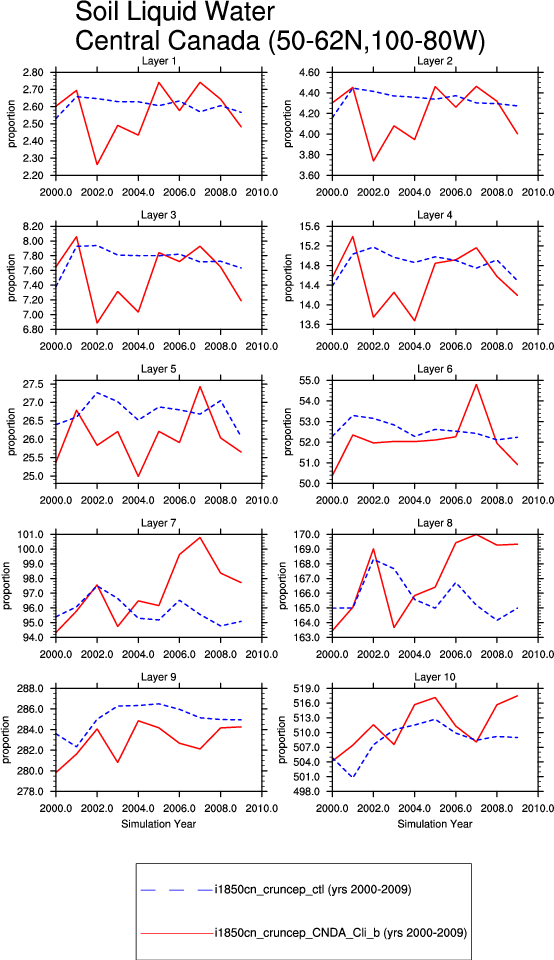 Soil Liquid Water
Central Canada (50-62N,100-80W)
Layer 1
proportion
2.80
2.70
2.60
2.50
2.40
2.30
2.20
2000.0 2002.0 2004.0 2006.0 2008.0 2010.0
Layer 2
proportion
4.60
4.40
4.20
4.00
3.80
3.60
2000.0 2002.0 2004.0 2006.0 2008.0 2010.0
Layer 3
proportion
8.20
8.00
7.80
7.60
7.40
7.20
7.00
6.80
2000.0 2002.0 2004.0 2006.0 2008.0 2010.0
Layer 4
proportion
15.6
15.2
14.8
14.4
14.0
13.6
2000.0 2002.0 2004.0 2006.0 2008.0 2010.0
Layer 5
proportion
27.5
27.0
26.5
26.0
25.5
25.0
2000.0 2002.0 2004.0 2006.0 2008.0 2010.0
Layer 6
proportion
55.0
54.0
53.0
52.0
51.0
50.0
2000.0 2002.0 2004.0 2006.0 2008.0 2010.0
Layer 7
proportion
101.0
100.0
99.0
98.0
97.0
96.0
95.0
94.0
2000.0 2002.0 2004.0 2006.0 2008.0 2010.0
Layer 8
proportion
170.0
169.0
168.0
167.0
166.0
165.0
164.0
163.0
2000.0 2002.0 2004.0 2006.0 2008.0 2010.0
Layer 9
proportion
288.0
286.0
284.0
282.0
280.0
278.0
2000.0 2002.0 2004.0 2006.0 2008.0 2010.0
Simulation Year
Layer 10
proportion
519.0
516.0
513.0
510.0
507.0
504.0
501.0
498.0
2000.0 2002.0 2004.0 2006.0 2008.0 2010.0
Simulation Year
i1850cn_cruncep_ctl (yrs 2000-2009)
i1850cn_cruncep_CNDA_Cli_b (yrs 2000-2009)